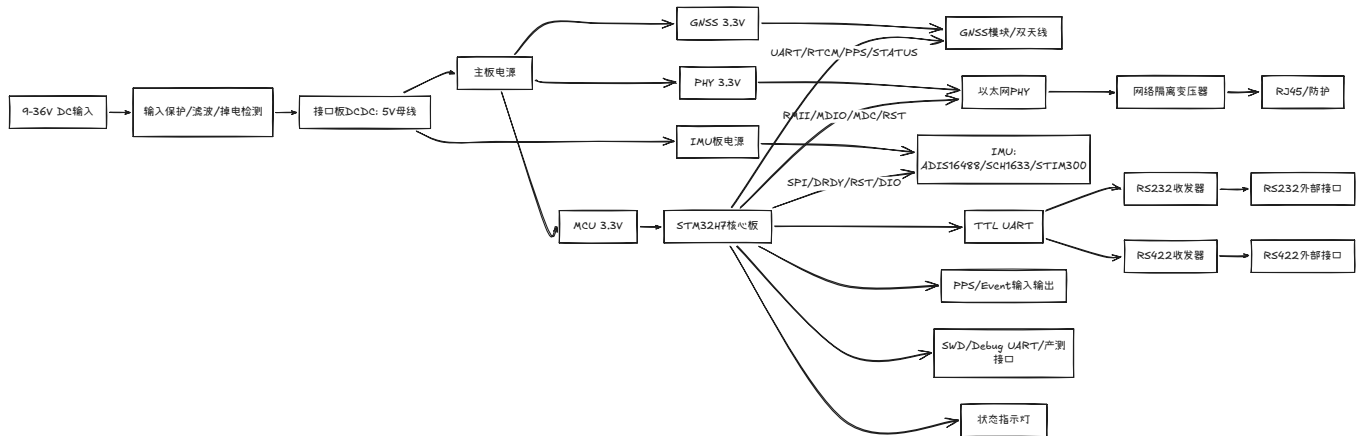 GNSS 3.3V
GNSS模块/双天线
UART/RTCM/PPS/STATUS
主板电源
PHY 3.3V
以太网PHY
网络隔离变压器
RJ45/防护
9-36V DC输入
输入保护/滤波/掉电检测
接口板DCDC: 5V母线
RMII/MDIO/MDC/RST
IMU板电源
IMU:
ADIS16488/SCH1633/STIM300
SPI/DRDY/RST/DIO
RS232收发器
RS232外部接口
MCU 3.3V
STM32H7核心板
TTL UART
RS422收发器
RS422外部接口
PPS/Event输入输出
SWD/Debug UART/产测
接口
状态指示灯